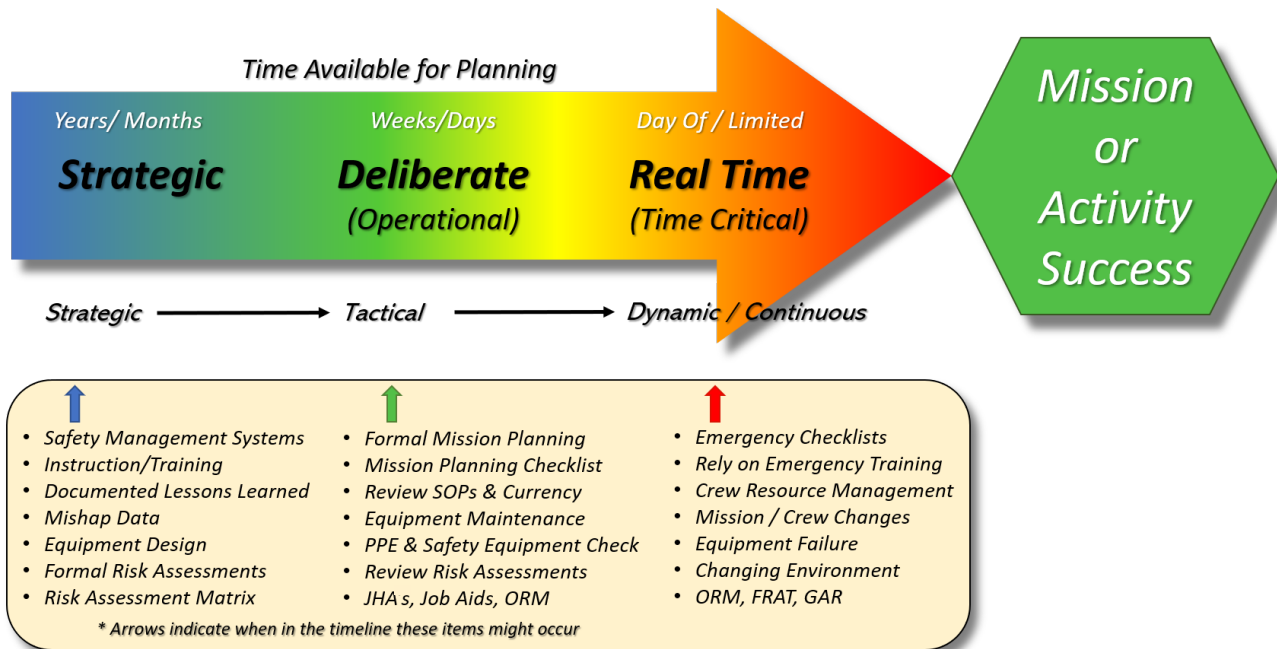 Time Available for Planning
Years/ Months
Weeks/Days
Day Of / Limited
Strategic
Deliberate
(Operational)
Real Time
(Time Critical)
Mission
or
Activity
Success
Strategic
Tactical
Dynamic / Continuous
• Safety Management Systems
• Instruction/Training
• Documented Lessons Learned
• Mishap Data
• Equipment Design
• Formal Risk Assessments
• Risk Assessment Matrix
• Formal Mission Planning
• Mission Planning Checklist
• Review SOPs & Currency
• Equipment Maintenance
• PPE & Safety Equipment Check
• Review Risk Assessments
• JHA s, Job Aids, ORM
• Emergency Checklists
• Rely on Emergency Training
• Crew Resource Management
• Mission / Crew Changes
• Equipment Failure
• Changing Environment
• ORM, FRAT, GAR
* Arrows indicate when in the timeline these items might occur